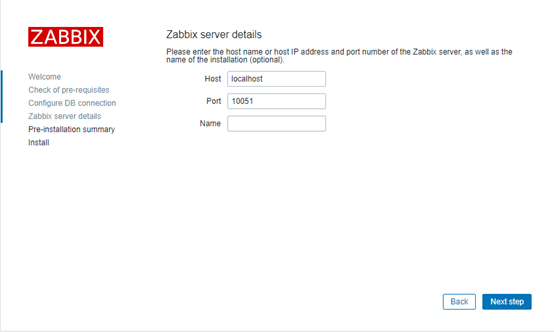 ZABBIX
Welcome
Check of pre-requisites
Configure DB connection
Zabbix server details
Pre-installation summary
Install
Zabbix server details
Please enter the host name or host IP address and port number of the Zabbix server, as well as the
name of the installation (optional).
Host localhost
Port 10051
Name
Back Next step